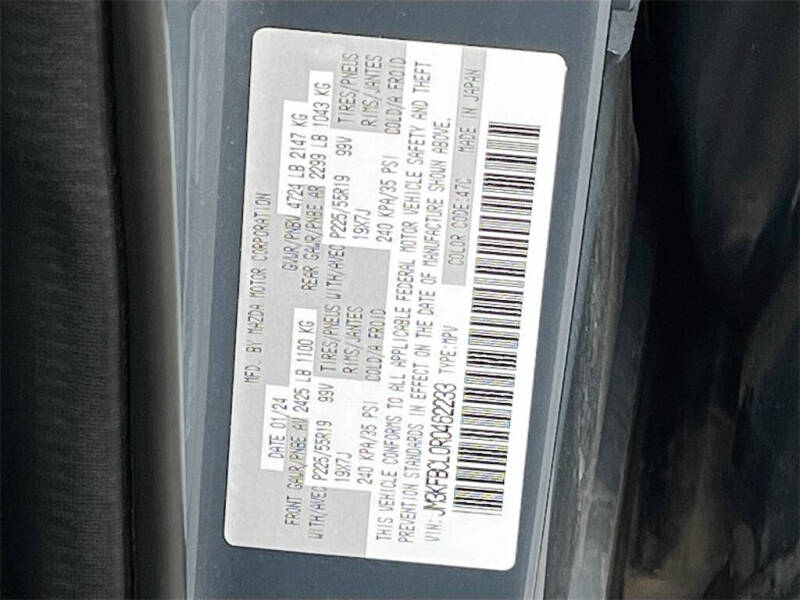 MFD. BY MAZDA MOTOR CORPORATION
DATE 01/24 GVWR/PNBV 4724 LB 2147 KG
FRONT GAWR/PNBE AV 2425 LB 1100 KG REAR GAWR/PNBE AR 2299 LB 1043 KG
WITH/AVEC P225/55R19 99V TIRES/PNEUS WITH/AVEC P225/55R19 99V TIRES/PNEUS
19X7J RIMS/JANTES 19X7J RIMS/JANTES
240 KPA/35 PSI COLD/A FROID 240 KPA/35 PSI COLD/A FROID
THIS VEHICLE CONFORMS TO ALL APPLICABLE FEDERAL MOTOR VEHICLE SAFETY AND THEFT
PREVENTION STANDARDS IN EFFECT ON THE DATE OF MANUFACTURE SHOWN ABOVE.
VIN: JM3KFBCL0R0462233 TYPE:MPV COLOR CODE:47C MADE IN JAPAN